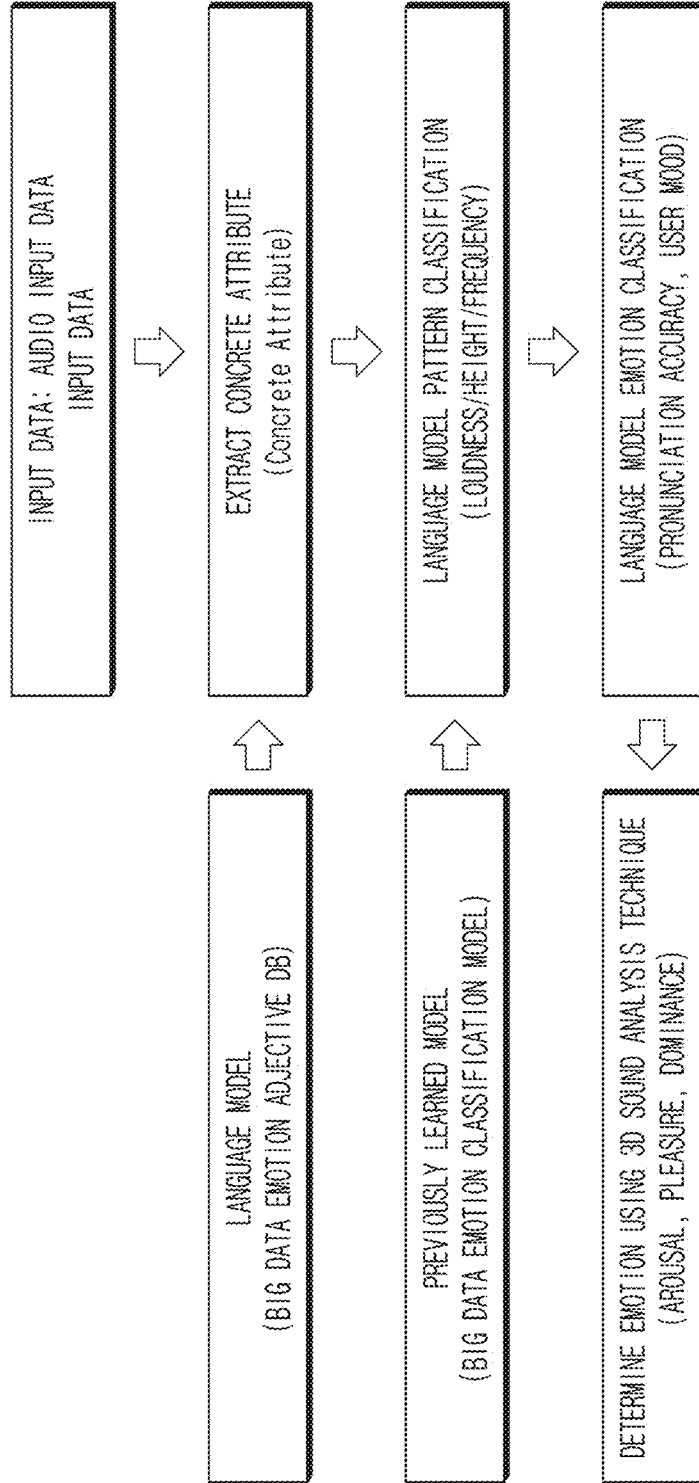 INPUT DATA: AUDIO INPUT DATA
INPUT DATA
EXTRACT CONCRETE ATTRIBUTE
(Concrete Attribute)
LANGUAGE MODEL PATTERN CLASSIFICATION
(LOUDNESS/HEIGHT/FREQUENCY)
LANGUAGE MODEL EMOTION CLASSIFICATION
(PRONUNCIATION ACCURACY, USER MOOD)
LANGUAGE MODEL
(BIG DATA EMOTION ADJECTIVE DB)
PREVIOUSLY LEARNED MODEL
(BIG DATA EMOTION CLASSIFICATION MODEL)
DETERMINE EMOTION USING 3D SOUND ANALYSIS TECHNIQUE
(AROUSAL, PLEASURE, DOMINANCE)